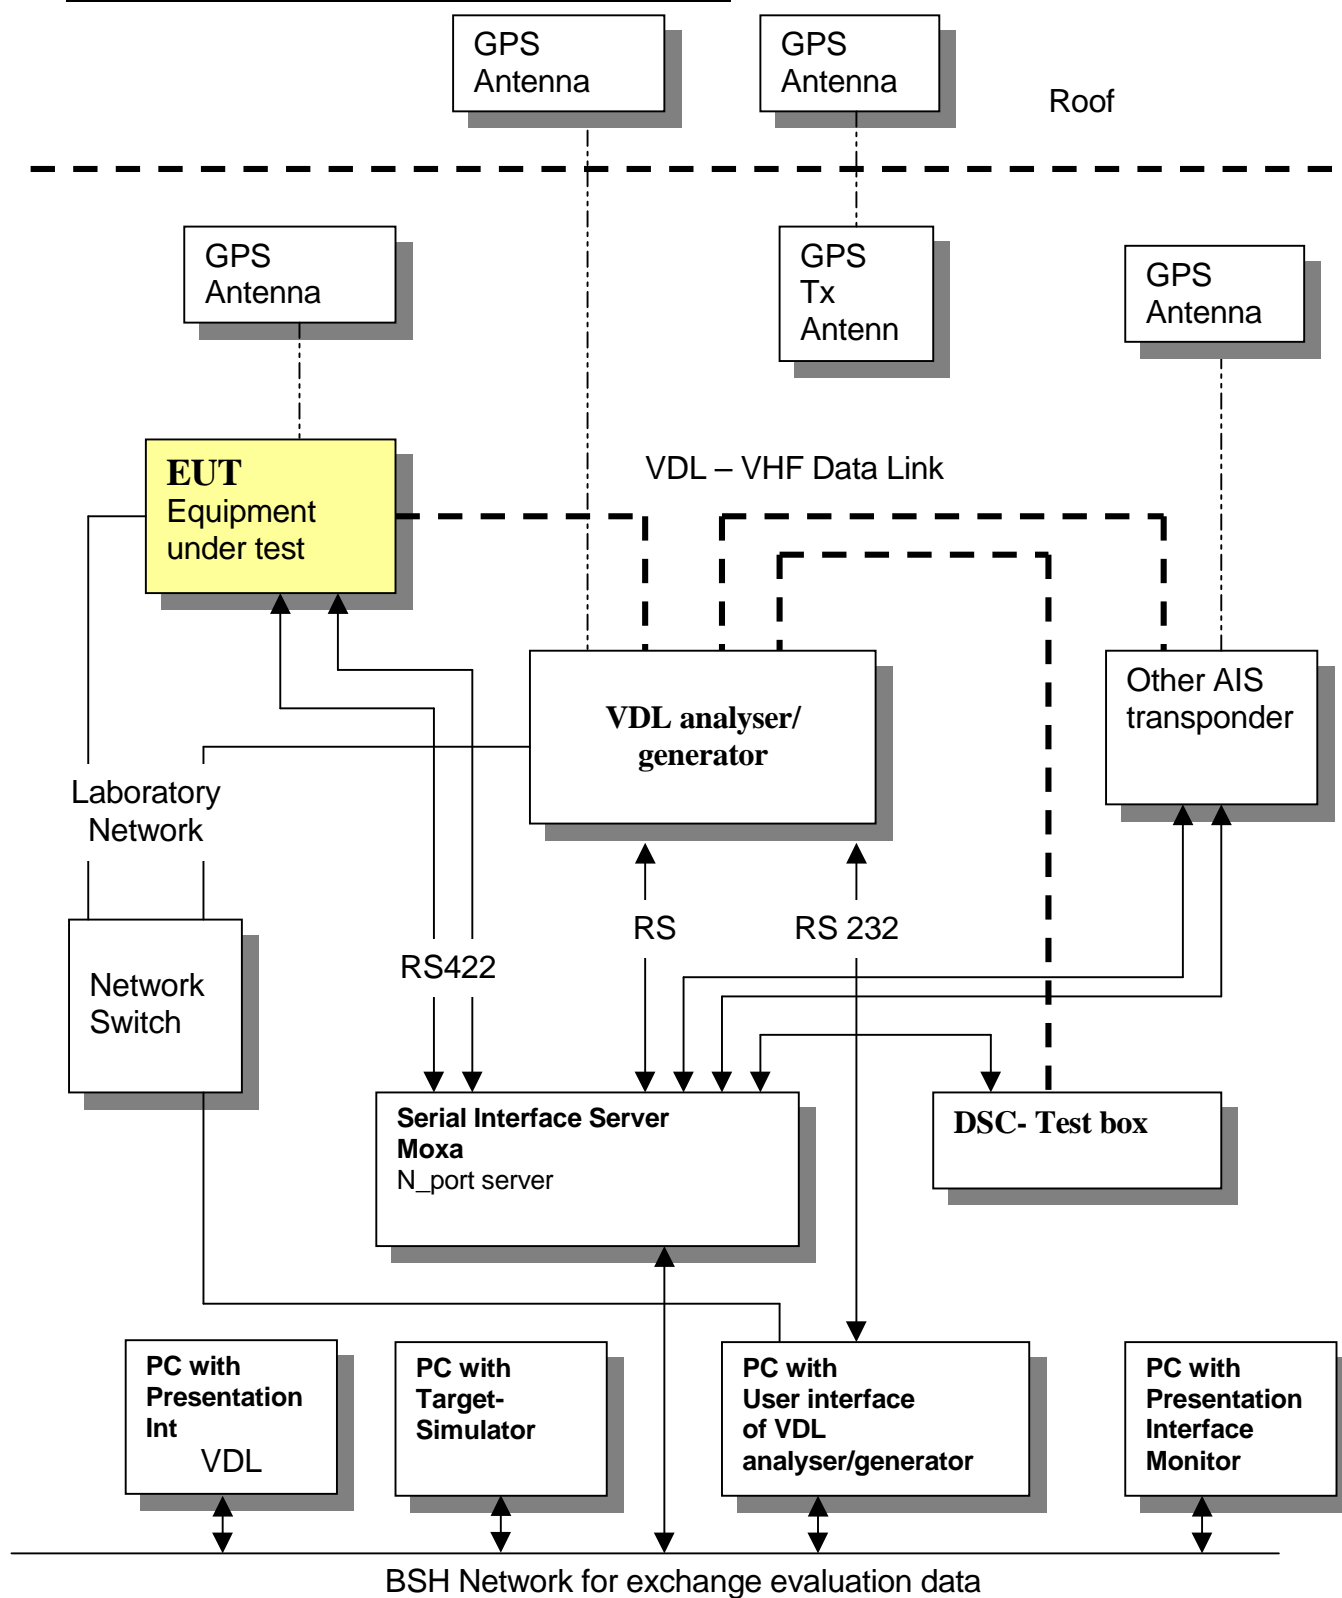 GPS
Antenna
GPS
Antenna
Roof
GPS
Antenna
GPS
Tx
Antenn
GPS
Antenna
EUT
Equipment
under test
VDL – VHF Data Link
VDL analyser/
generator
Other AIS
transponder
Laboratory
Network
RS
RS 232
RS422
Network
Switch
Serial Interface Server
Moxa
N_port server
DSC- Test box
PC with
Presentation
Int
VDL
PC with
Target-
Simulator
PC with
User interface
of VDL
analyser/generator
PC with
Presentation
Interface
Monitor
BSH Network for exchange evaluation data